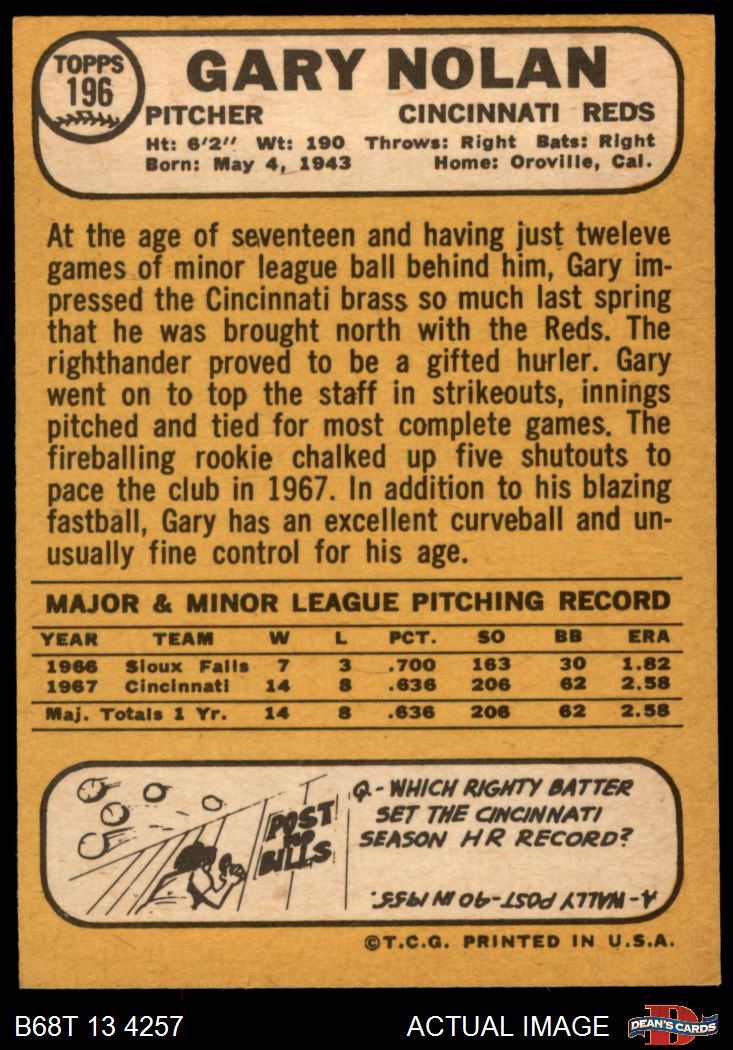 TOPPS
196
GARY NOLAN
PITCHER CINCINNATI REDS
Ht: 6'2" Wt: 190 Throws: Right Bats: Right
Born: May 4, 1943 Home: Oroville, Cal.
At the age of seventeen and having just tweleve
games of minor league ball behind him, Gary im-
pressed the Cincinnati brass so much last spring
that he was brought north with the Reds. The
righthander proved to be a gifted hurler. Gary
went on to top the staff in strikeouts, innings
pitched and tied for most complete games. The
fireballing rookie chalked up five shutouts to
pace the club in 1967. In addition to his blazing
fastball, Gary has an excellent curveball and un-
usually fine control for his age.
MAJOR & MINOR LEAGUE PITCHING RECORD
YEAR TEAM W L PCT. SO BB ERA
1966 Sioux Falls 7 3 .700 163 30 1.82
1967 Cincinnati 14 8 .636 206 62 2.58
Maj. Totals 1 Yr. 14 8 .636 206 62 2.58
POST
NO
BILLS
Q-WHICH RIGHTY BATTER
SET THE CINCINNATI
SEASON HR RECORD?
A-WALLY POST-40 IN 1955.
©T.C.G. PRINTED IN U.S.A.
B68T 13 4257 ACTUAL IMAGE D DEAN'S CARDS